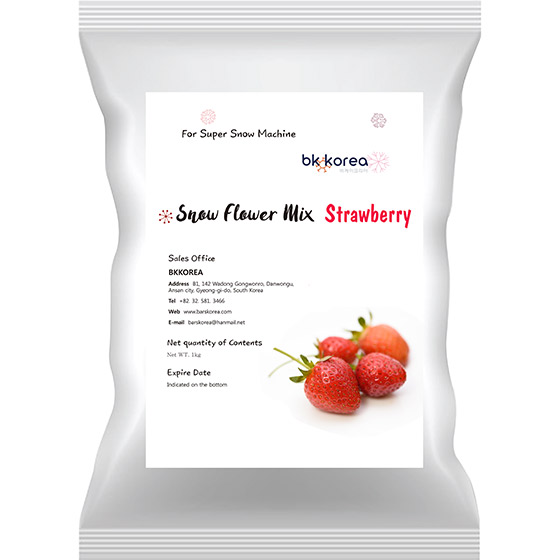 For Super Snow Machine
bk korea
Snow Flower Mix Strawberry
Sales Office
BKKOREA
Address B1, 142 Wadong Gongwonro, Danwongu,
Ansan city, Gyeong-gi-do, South Korea
Tel +82. 32. 581. 3466
Web www.barskorea.com
E-mail barskorea@hanmail.net
Net quantity of Contents
Net WT. 1kg
Expire Date
Indicated on the bottom